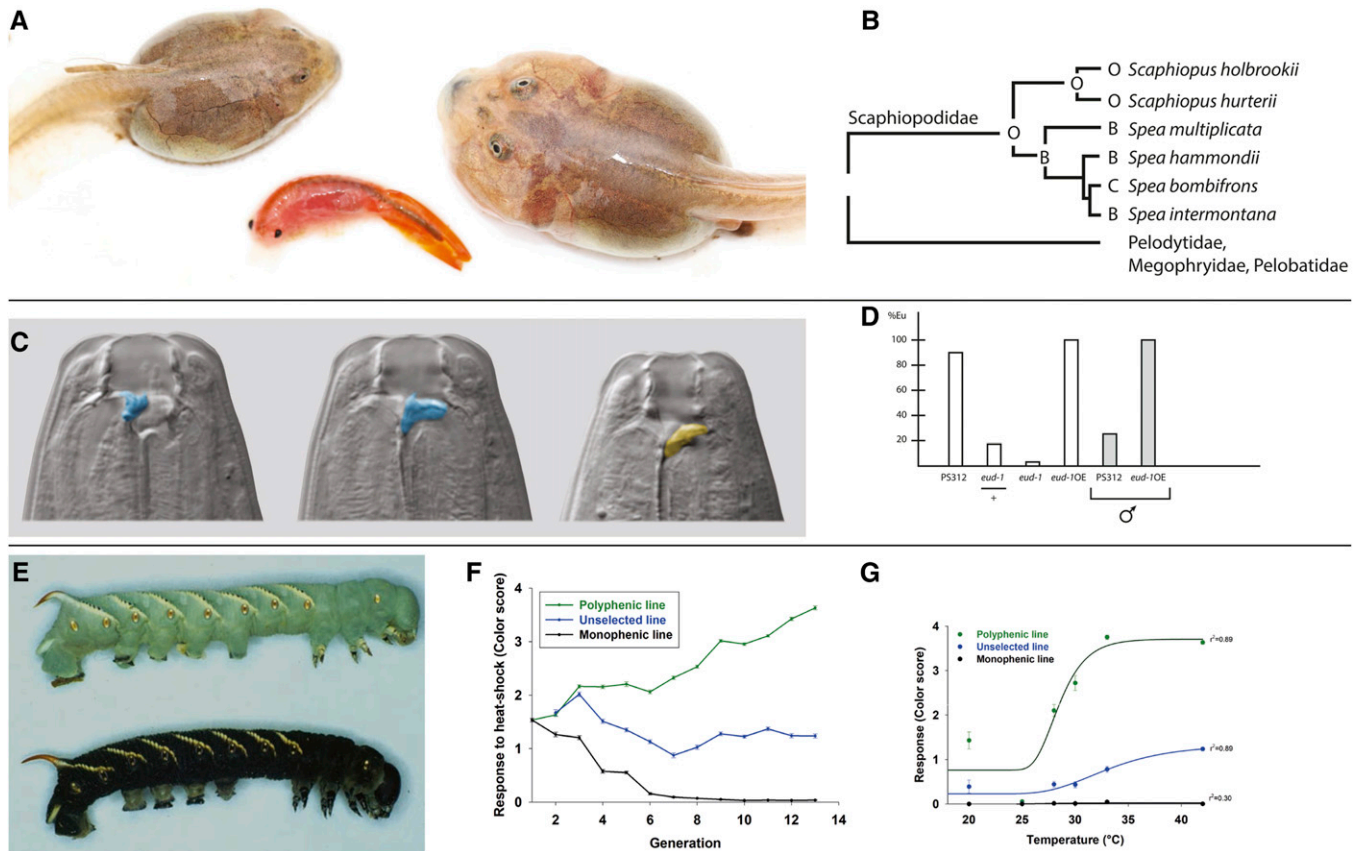 A
B
Scaphiopodidae
O
O
B
O Scaphiopus holbrookii
O Scaphiopus hurterii
B Spea multiplicata
B Spea hammondii
C Spea bombifrons
B Spea intermontana
Pelodytidae,
Megophryidae, Pelobatidae
C
D
%Eu
100
80
60
40
20
PS312
eud-1
+
eud-1
eud-1OE
PS312
eud-1OE
♂
E
F
Response to heat-shock (Color score)
4
3
2
1
0
Polyphenic line
Unselected line
Monophenic line
2 4 6 8 10 12 14
Generation
G
Response (Color score)
4
3
2
1
0
Polyphenic line
Unselected line
Monophenic line
r²=0.89
r²=0.89
r²=0.30
20 25 30 35 40
Temperature (°C)